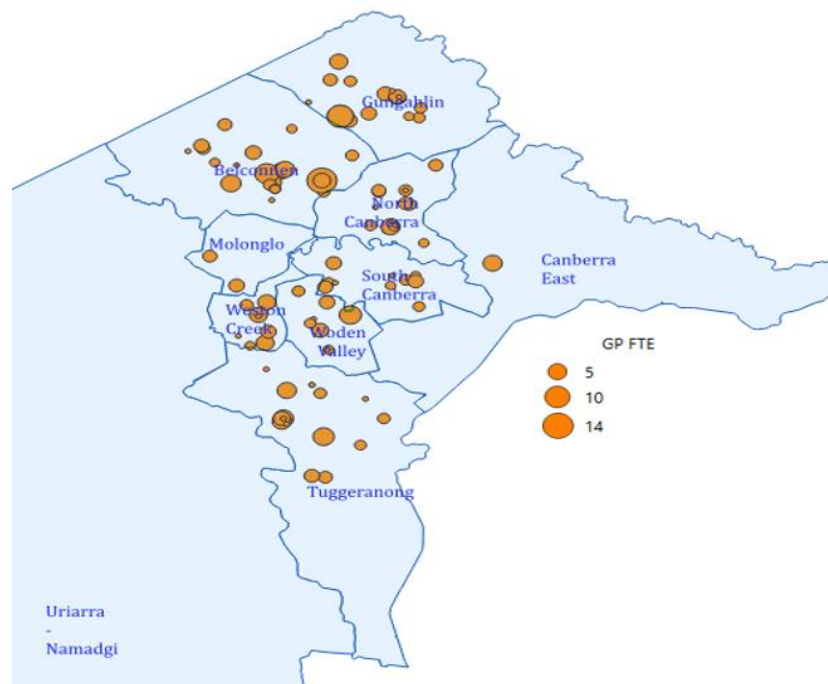 Gungahlin
Belconnen
North
Canberra
Molonglo
Canberra
East
South
Canberra
Weston
Creek
Woden
Valley
GP FTE
5
10
14
Tuggeranong
Uriarra
-
Namadgi